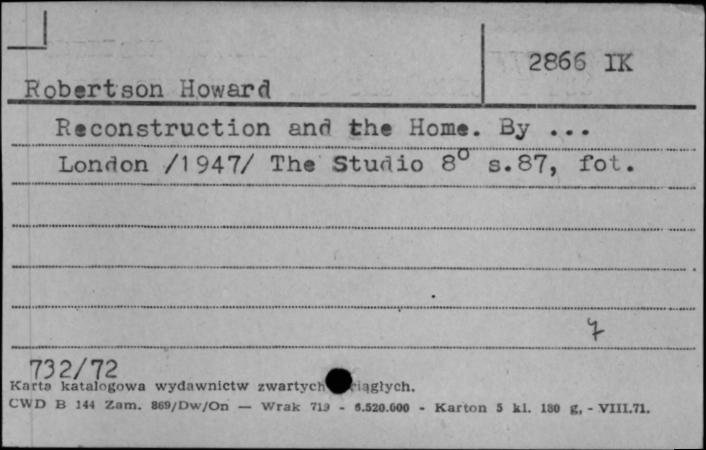 2866 IK
Robertson Howard
Reconstruction and the Home. By ...
London /1947/ The Studio 8° s.87, fot.
7
732/72
Karta katalogowa wydawnictw zwartych ciągłych.
CWD B 144 Zam. 869/Dw/On — Wrak 719 - 6.520.000 - Karton 5 kl. 180 g, - VIII.71.